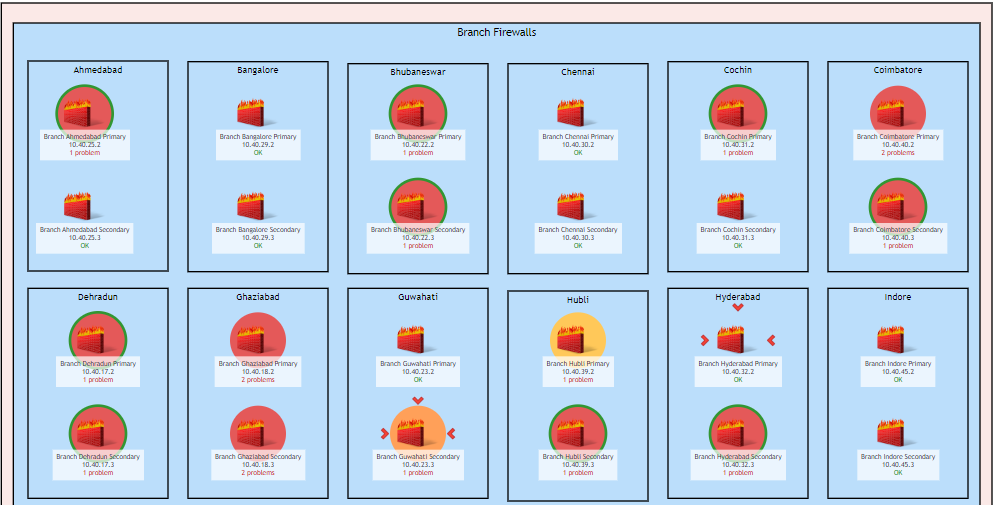 Branch Firewalls
Ahmedabad
Branch Ahmedabad Primary
10.40.25.2
1 problem
Branch Ahmedabad Secondary
10.40.25.3
OK
Bangalore
Branch Bangalore Primary
10.40.29.2
OK
Branch Bangalore Secondary
10.40.29.3
OK
Bhubaneswar
Branch Bhubaneswar Primary
10.40.22.2
1 problem
Branch Bhubaneswar Secondary
10.40.22.3
1 problem
Chennai
Branch Chennai Primary
10.40.30.2
OK
Branch Chennai Secondary
10.40.30.3
OK
Cochin
Branch Cochin Primary
10.40.31.2
1 problem
Branch Cochin Secondary
10.40.31.3
OK
Coimbatore
Branch Coimbatore Primary
10.40.40.2
2 problems
Branch Coimbatore Secondary
10.40.40.3
1 problem
Dehradun
Branch Dehradun Primary
10.40.17.2
1 problem
Branch Dehradun Secondary
10.40.17.3
1 problem
Ghaziabad
Branch Ghaziabad Primary
10.40.18.2
2 problems
Branch Ghaziabad Secondary
10.40.18.3
2 problems
Guwahati
Branch Guwahati Primary
10.40.23.2
OK
Branch Guwahati Secondary
10.40.23.3
1 problem
Hubli
Branch Hubli Primary
10.40.39.2
1 problem
Branch Hubli Secondary
10.40.39.3
1 problem
Hyderabad
Branch Hyderabad Primary
10.40.32.2
OK
Branch Hyderabad Secondary
10.40.32.3
1 problem
Indore
Branch Indore Primary
10.40.45.2
OK
Branch Indore Secondary
10.40.45.3
OK